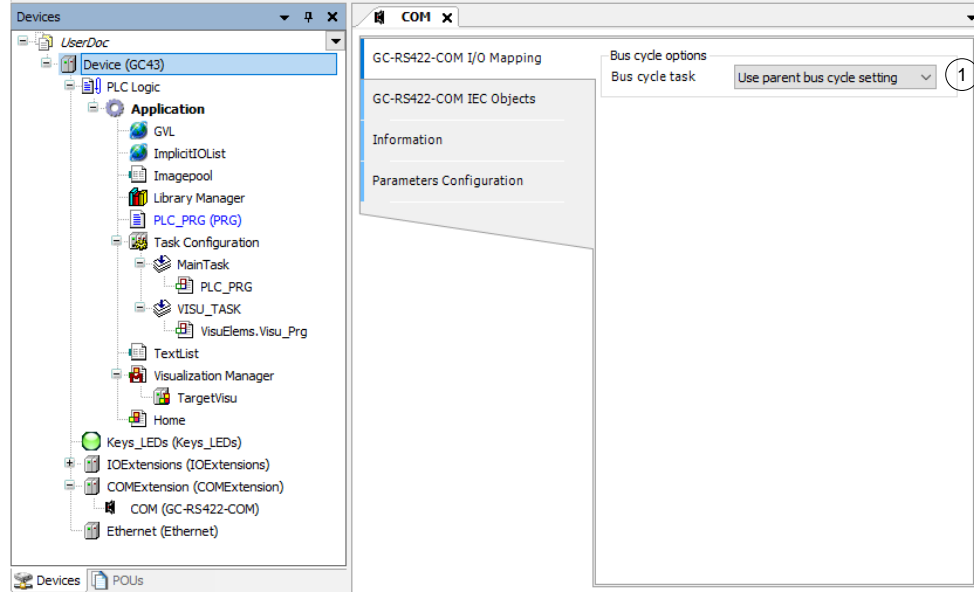 Devices
UserDoc
Device (GC43)
PLC Logic
Application
GVL
ImplicitIOList
Imagepool
Library Manager
PLC_PRG (PRG)
Task Configuration
MainTask
PLC_PRG
VISU_TASK
VisuElems.Visu_Prg
TextList
Visualization Manager
TargetVisu
Home
Keys_LEDs (Keys_LEDs)
IOExtensions (IOExtensions)
COMExtension (COMExtension)
COM (GC-RS422-COM)
Ethernet (Ethernet)
Devices POUs
COM
GC-RS422-COM I/O Mapping
GC-RS422-COM IEC Objects
Information
Parameters Configuration
Bus cycle options
Bus cycle task Use parent bus cycle setting 1